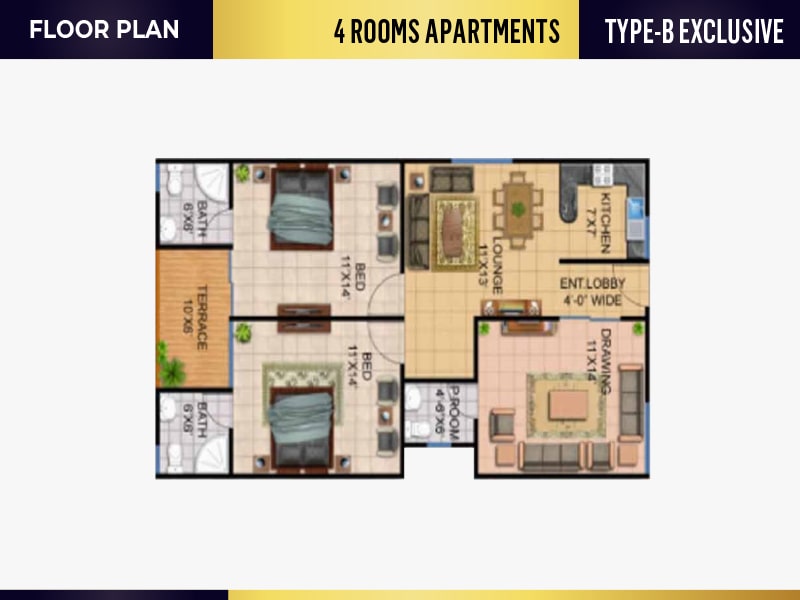 FLOOR PLAN
4 ROOMS APARTMENTS
TYPE-B EXCLUSIVE
BATH
6'X6'
BED
11'X14'
LOUNGE
11'X13'
KITCHEN
7'X7'
TERRACE
10'X6'
ENT.LOBBY
4'-0" WIDE
BED
11'X14'
DRAWING
11'X14'
BATH
6'X6'
P.ROOM
4'-6"X6'